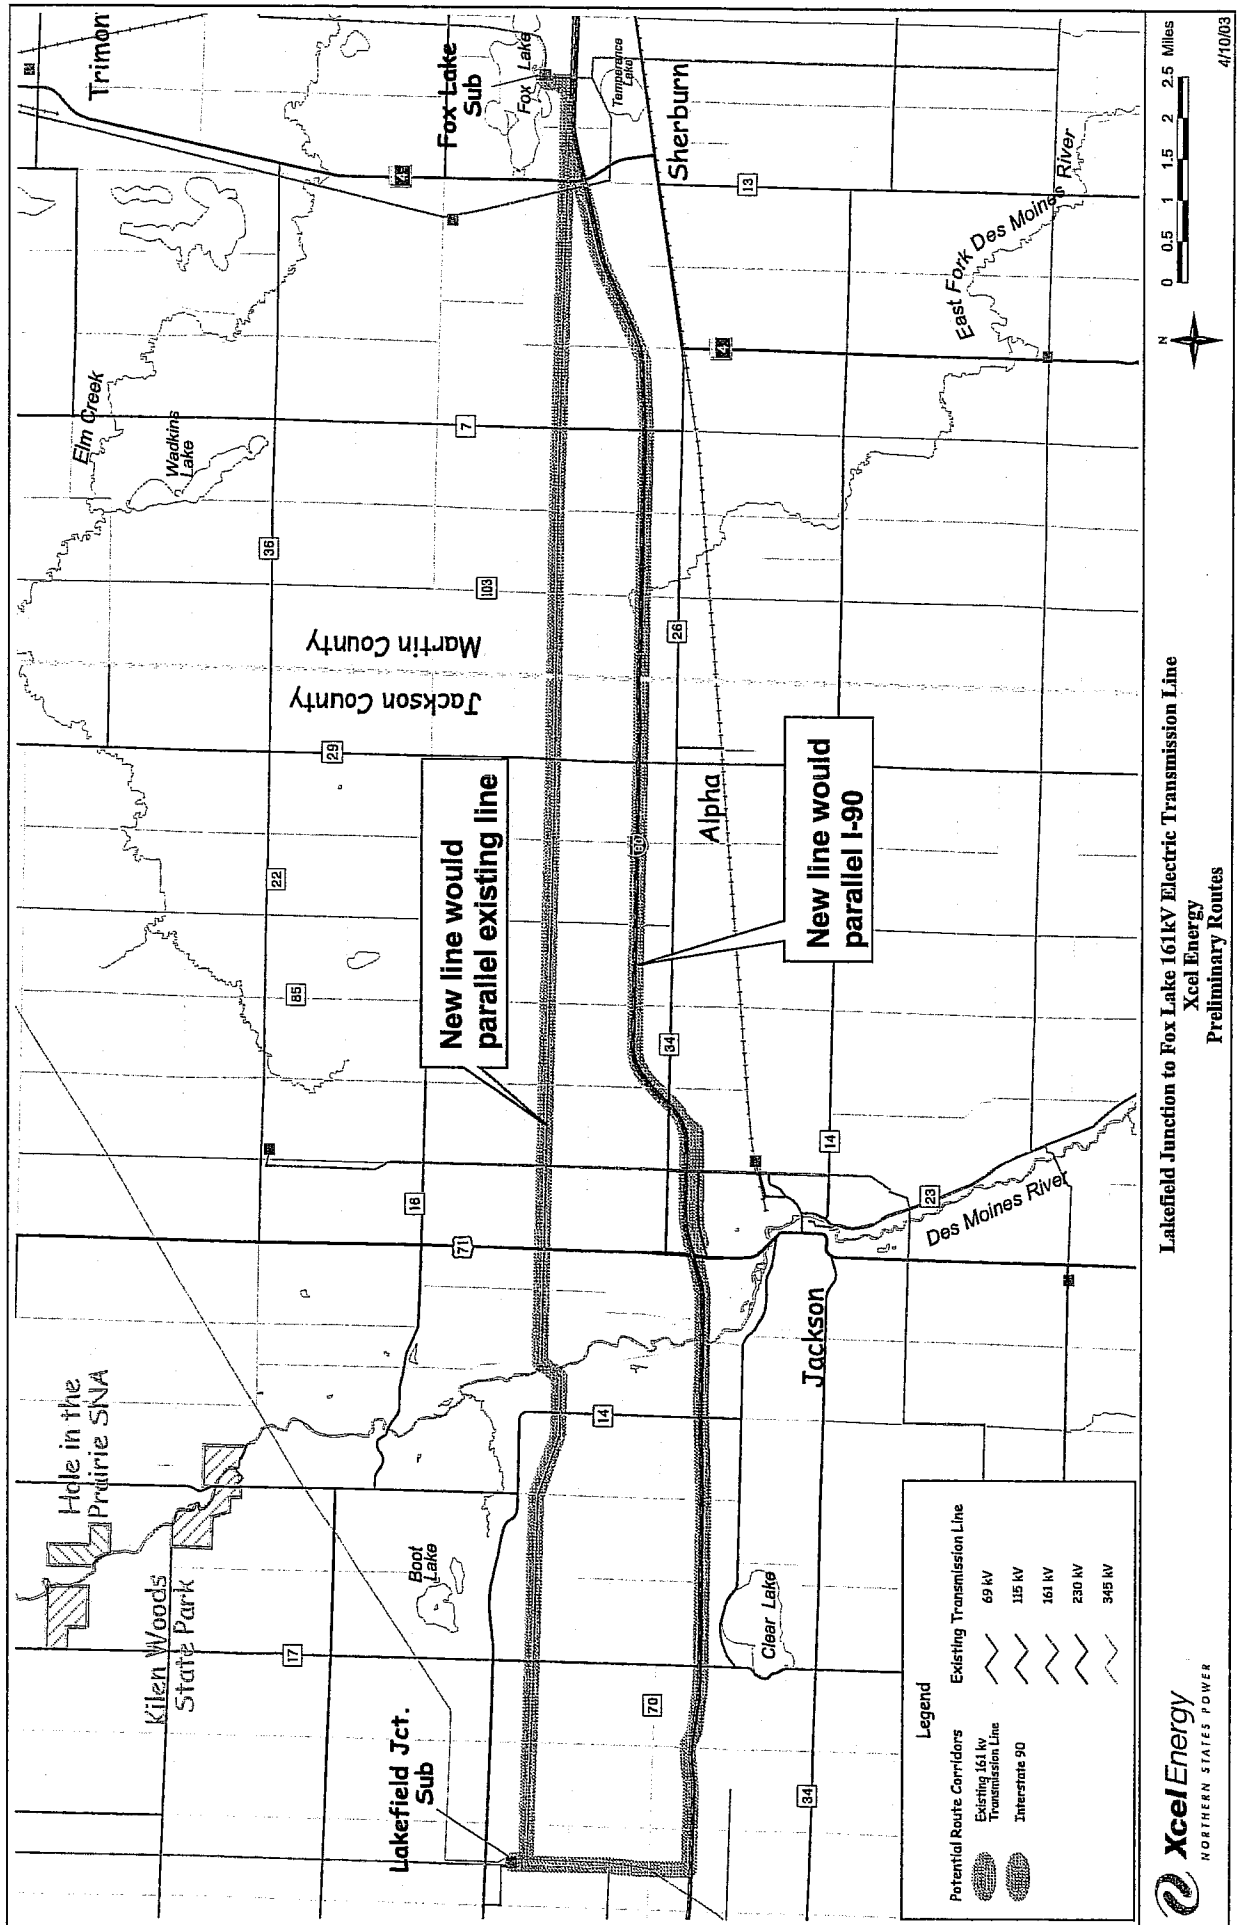 Trimon
Fox Lake
Sub
Fox Lake
Temperance
Lake
Sherburn
4
13
East Fork Des Moines River
4
Elm Creek
Wadkins
Lake
7
36
103
26
Martin County
Jackson County
29
New line would
parallel existing line
90
Alpha
New line would
parallel I-90
22
85
34
16
71
14
23
Des Moines River
Jackson
Hole in the
Prairie SNA
14
Kilen Woods
State Park
Boot
Lake
17
Clear Lake
70
Lakefield Jct.
Sub
34
Legend
Potential Route Corridors
Existing 161 kv
Transmission Line
Interstate 90
Existing Transmission Line
69 kV
115 kV
161 kV
230 kV
345 kV
N
0 0.5 1 1.5 2 2.5 Miles
4/10/03
Lakefield Junction to Fox Lake 161kV Electric Transmission Line
Xcel Energy
Preliminary Routes
Xcel Energy
NORTHERN STATES POWER